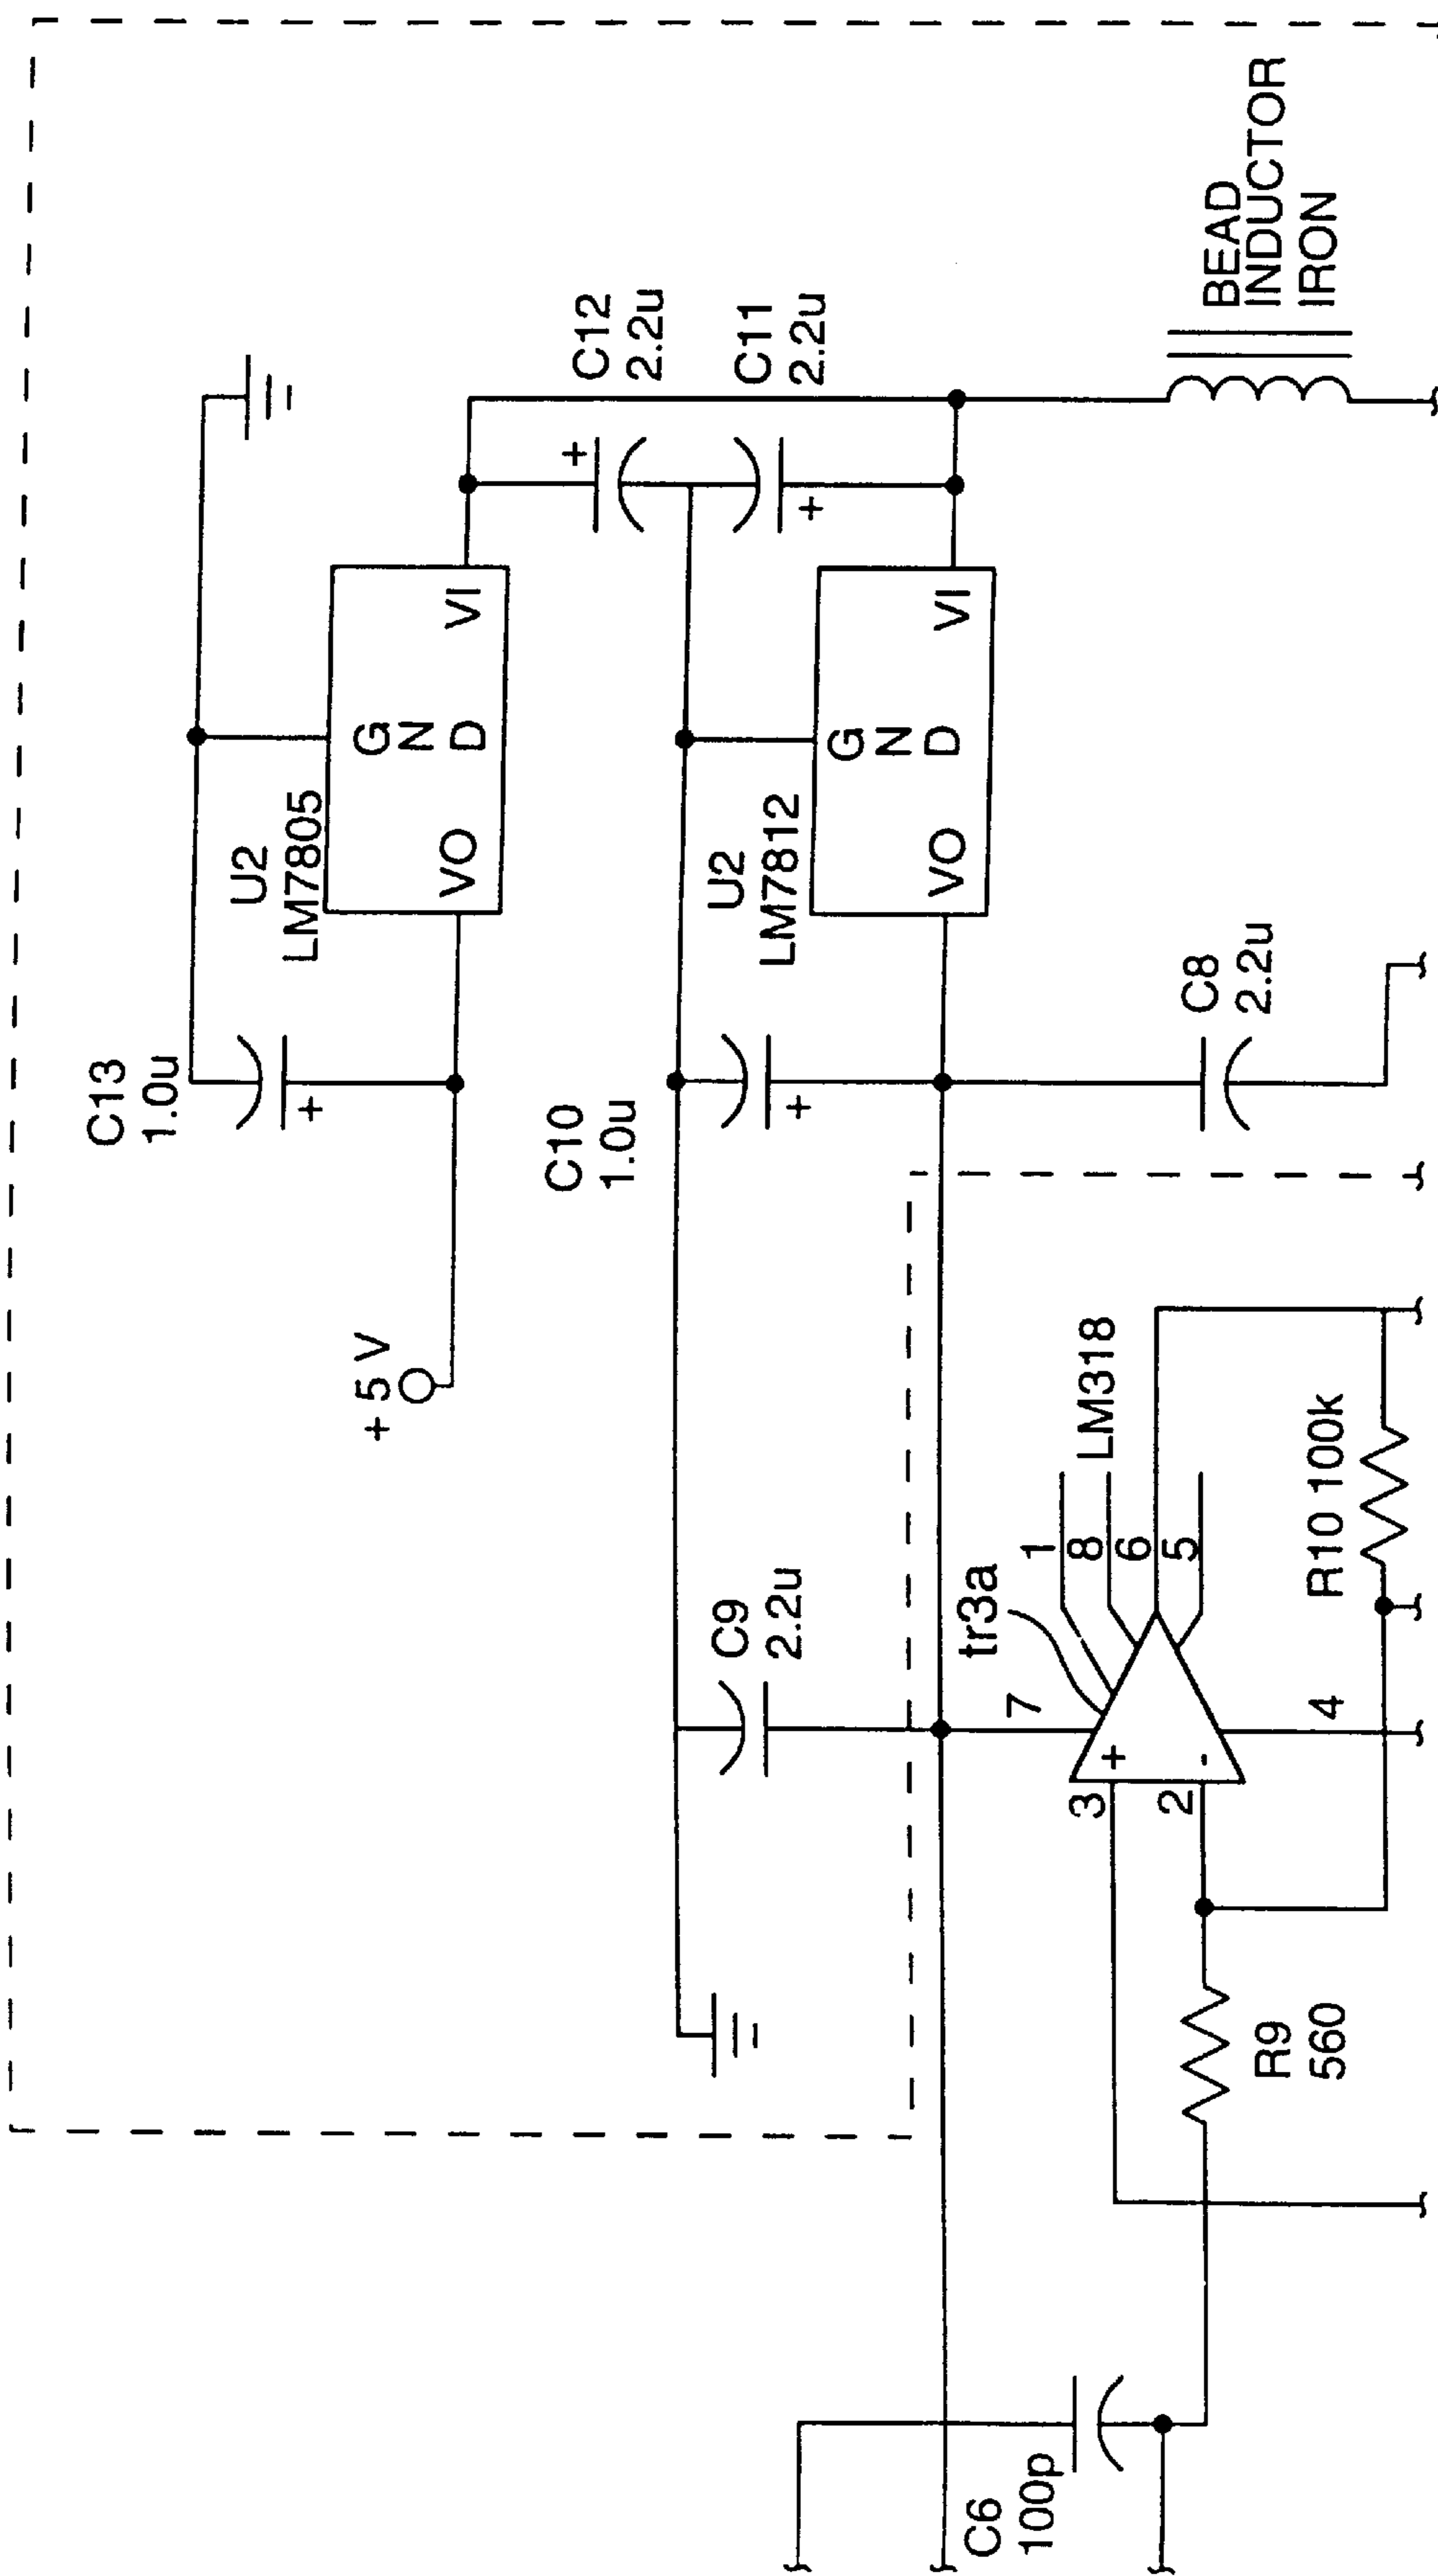 C13
1.0u
U2
LM7805
G
N
D
VO
VI
+
+ 5 V
C12
2.2u
+
C11
2.2u
+
C10
1.0u
+
U2
LM7812
G
N
D
VO
VI
BEAD
INDUCTOR
IRON
C9
2.2u
C8
2.2u
tr3a
LM318
7
1
8
6
5
3
+
2
-
4
R10 100k
R9
560
C6
100p